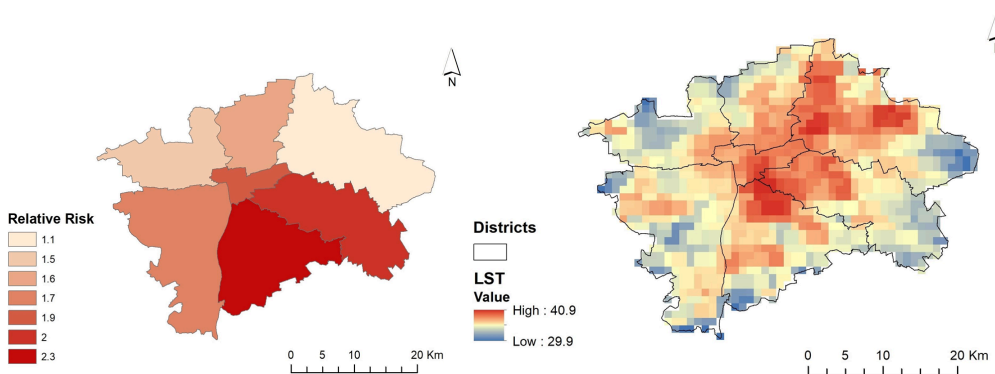 N
Relative Risk
1.1
1.5
1.6
1.7
1.9
2
2.3
0 5 10 20 Km
Districts
LST
Value
High : 40.9
Low : 29.9
0 5 10 20 Km